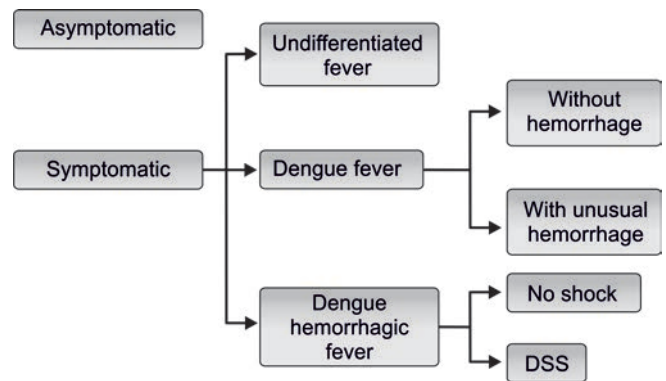 Asymptomatic
Undifferentiated
fever
Without
hemorrhage
Symptomatic
Dengue fever
With unusual
hemorrhage
Dengue
hemorrhagic
fever
No shock
DSS